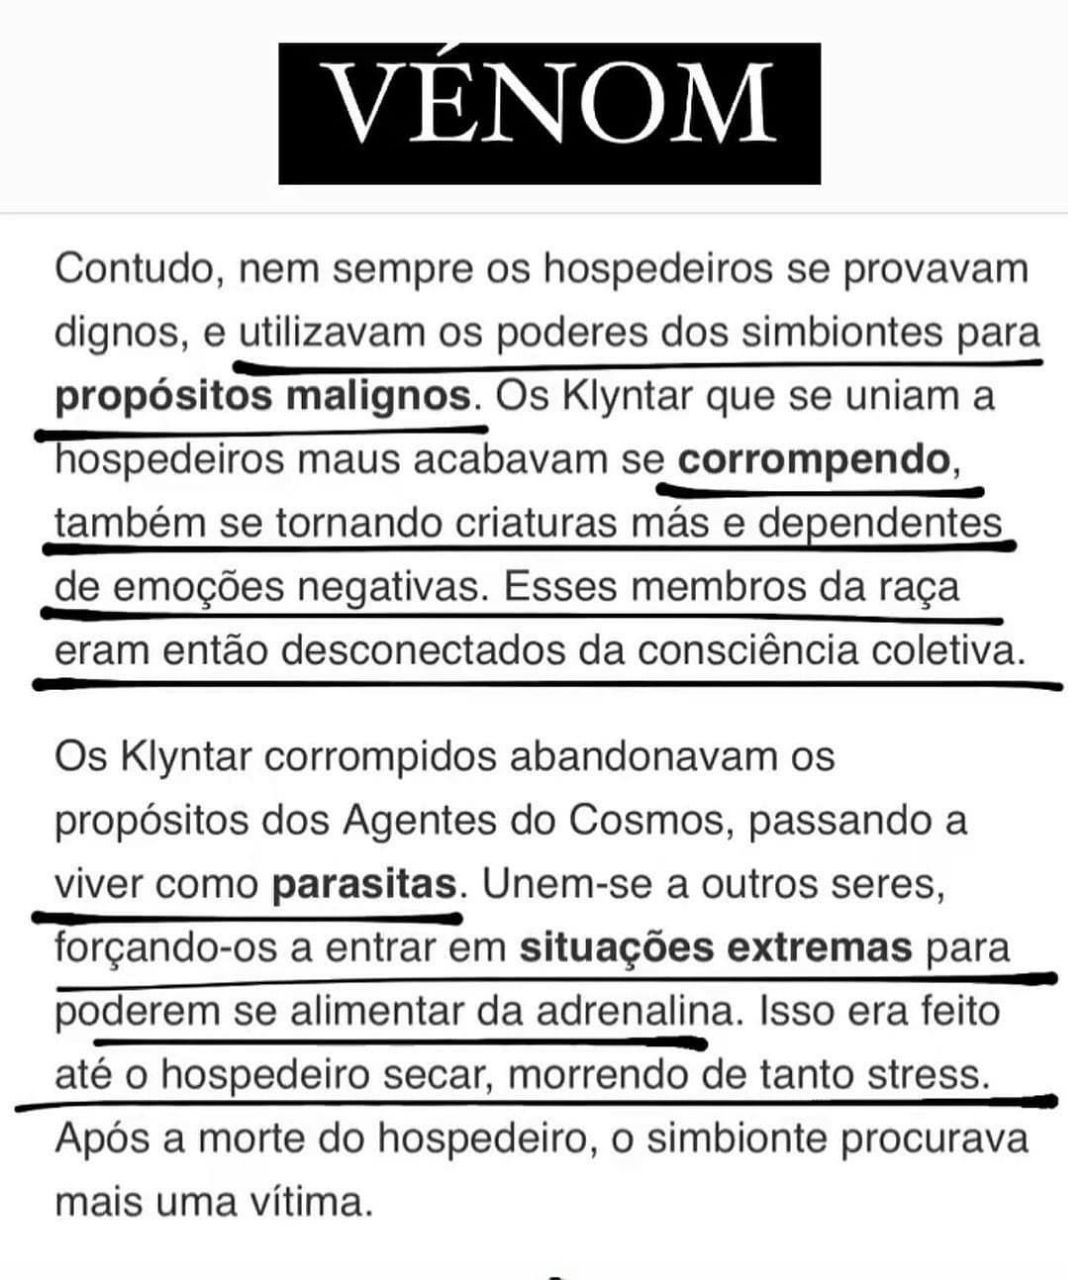 VÉNOM
Contudo, nem sempre os hospedeiros se provavam
dignos, e utilizavam os poderes dos simbiontes para
propósitos malignos. Os Klyntar que se uniam a
hospedeiros maus acabavam se corrompendo,
também se tornando criaturas más e dependentes
de emoções negativas. Esses membros da raça
eram então desconectados da consciência coletiva.
Os Klyntar corrompidos abandonavam os
propósitos dos Agentes do Cosmos, passando a
viver como parasitas. Unem-se a outros seres,
forçando-os a entrar em situações extremas para
poderem se alimentar da adrenalina. Isso era feito
até o hospedeiro secar, morrendo de tanto stress.
Após a morte do hospedeiro, o simbionte procurava
mais uma vítima.